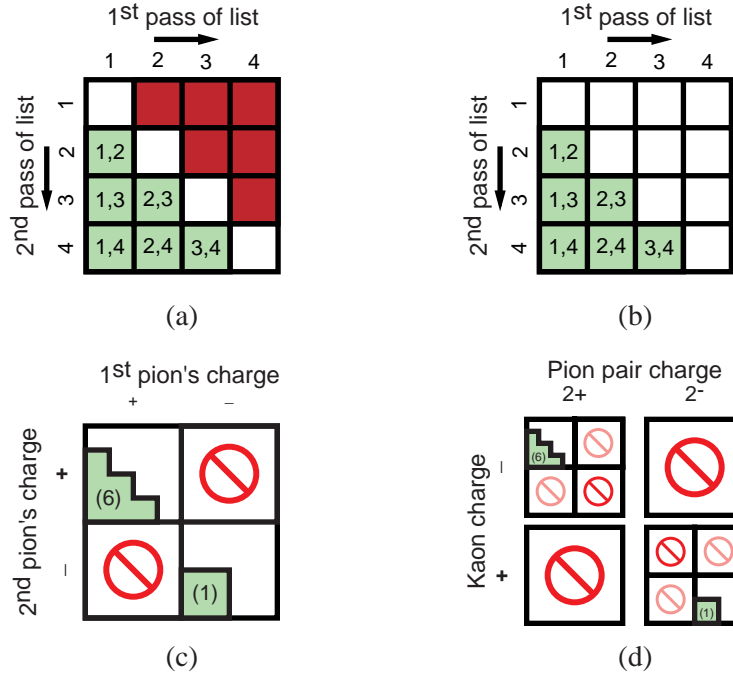 1st pass of list
1 2 3 4
2nd pass of list
1
2
3
4
1,2
1,3 2,3
1,4 2,4 3,4
(a)
1st pass of list
1 2 3 4
2nd pass of list
1
2
3
4
1,2
1,3 2,3
1,4 2,4 3,4
(b)
1st pion's charge
+ –
2nd pion's charge
+
–
(6)
(1)
(c)
Pion pair charge
2+ 2-
Kaon charge
–
+
(6)
(1)
(d)